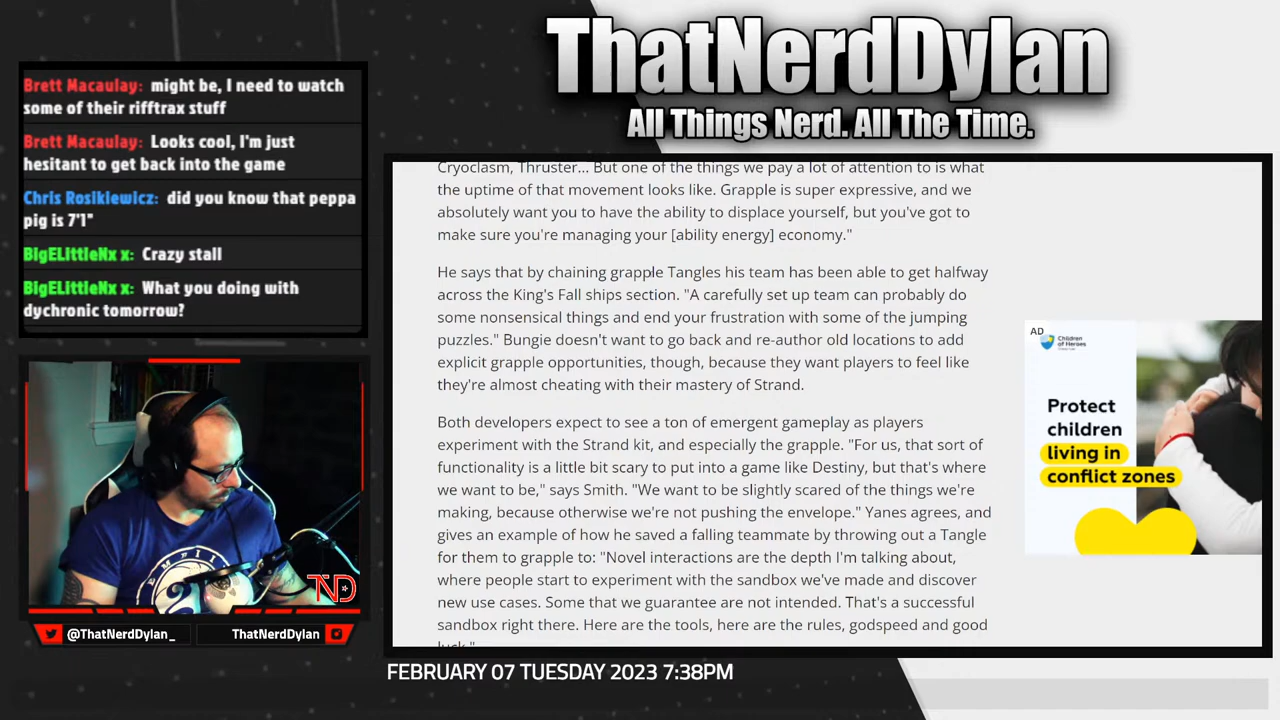 ThatNerdDylan
All Things Nerd. All The Time.
Brett Macaulay: might be, I need to watch
some of their rifftrax stuff
Brett Macaulay: Looks cool, I'm just
hesitant to get back into the game
Chris Rosikiewicz: did you know that peppa
pig is 7'1"
BigELittleNx x: Crazy stall
BigELittleNx x: What you doing with
dychronic tomorrow?
Cryoclasm, Thruster... But one of the things we pay a lot of attention to is what
the uptime of that movement looks like. Grapple is super expressive, and we
absolutely want you to have the ability to displace yourself, but you've got to
make sure you're managing your [ability energy] economy."
He says that by chaining grapple Tangles his team has been able to get halfway
across the King's Fall ships section. "A carefully set up team can probably do
some nonsensical things and end your frustration with some of the jumping
puzzles." Bungie doesn't want to go back and re-author old locations to add
explicit grapple opportunities, though, because they want players to feel like
they're almost cheating with their mastery of Strand.
Both developers expect to see a ton of emergent gameplay as players
experiment with the Strand kit, and especially the grapple. "For us, that sort of
functionality is a little bit scary to put into a game like Destiny, but that's where
we want to be," says Smith. "We want to be slightly scared of the things we're
making, because otherwise we're not pushing the envelope." Yanes agrees, and
gives an example of how he saved a falling teammate by throwing out a Tangle
for them to grapple to: "Novel interactions are the depth I'm talking about,
where people start to experiment with the sandbox we've made and discover
new use cases. Some that we guarantee are not intended. That's a successful
sandbox right there. Here are the tools, here are the rules, godspeed and good
luck."
AD
Children
of Heroes
Protect
children
living in
conflict zones
ND
@ThatNerdDylan_
ThatNerdDylan
FEBRUARY 07 TUESDAY 2023 7:38PM